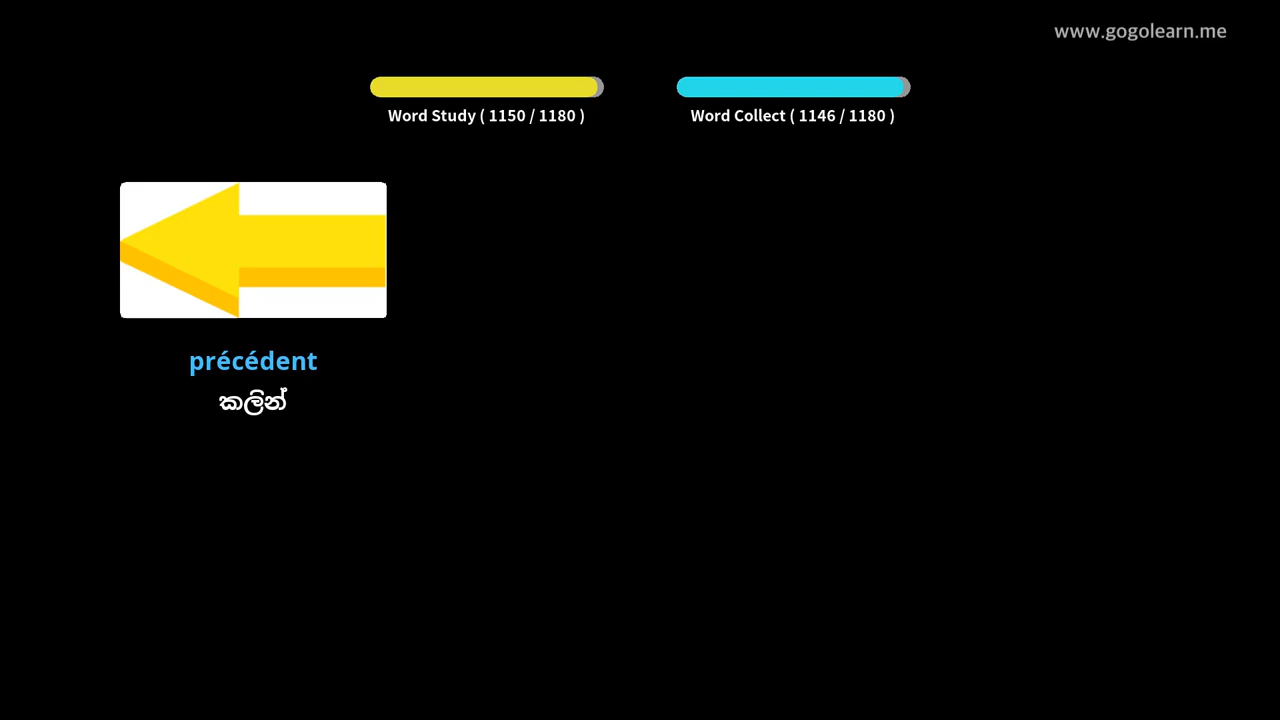 www.gogolearn.me
Word Study ( 1150 / 1180 )
Word Collect ( 1146 / 1180 )
précédent
කලින්